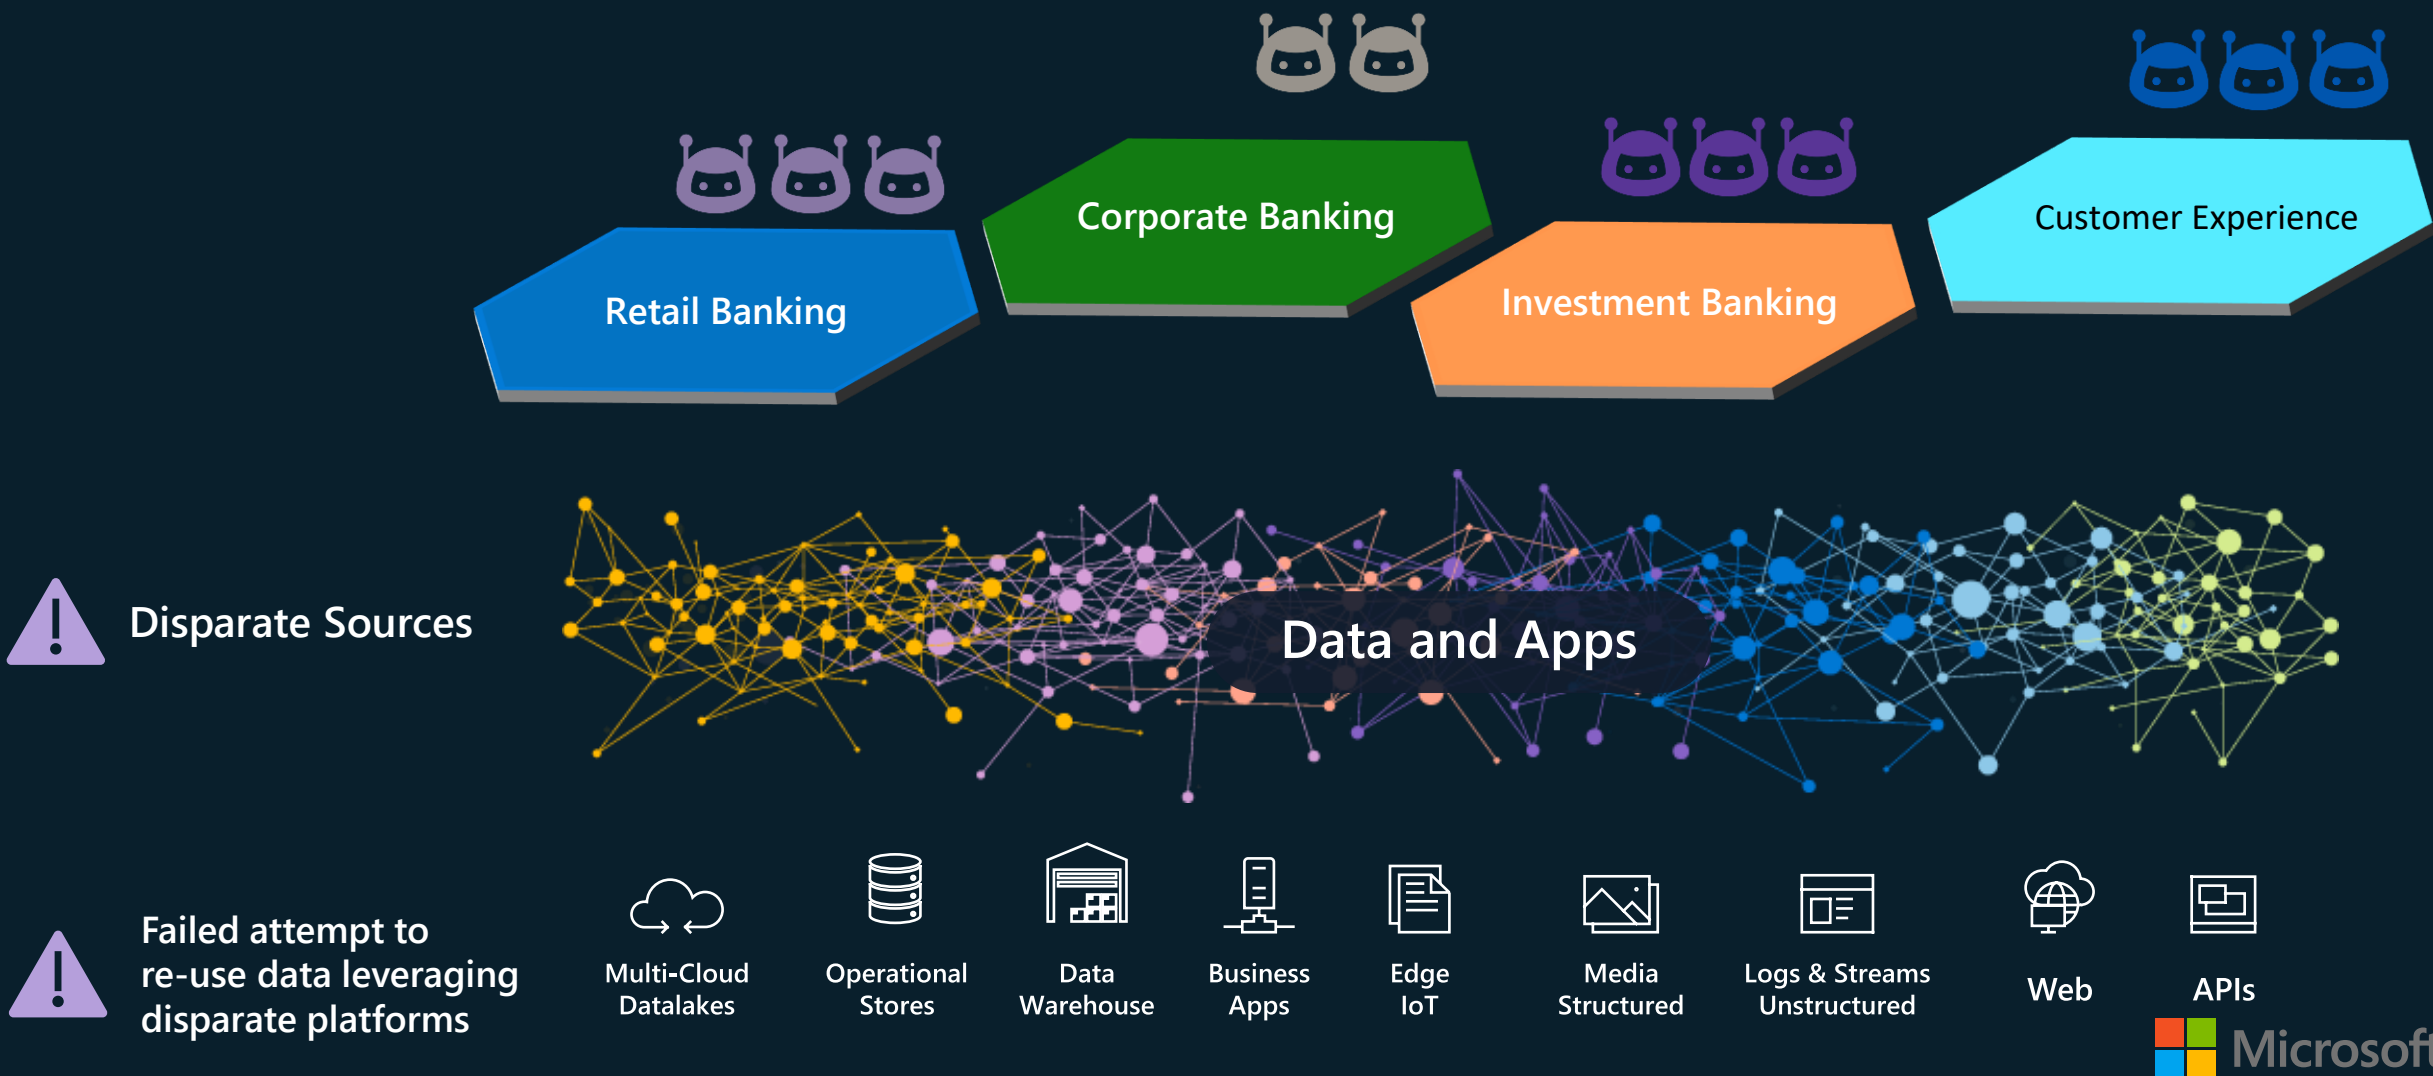 Corporate Banking
Customer Experience
Retail Banking
Investment Banking
Disparate Sources
Data and Apps
Failed attempt to
re-use data leveraging
disparate platforms
Multi-Cloud
Datalakes
Operational
Stores
Data
Warehouse
Business
Apps
Edge
IoT
Media
Structured
Logs & Streams
Unstructured
Web
APIs
Microsoft